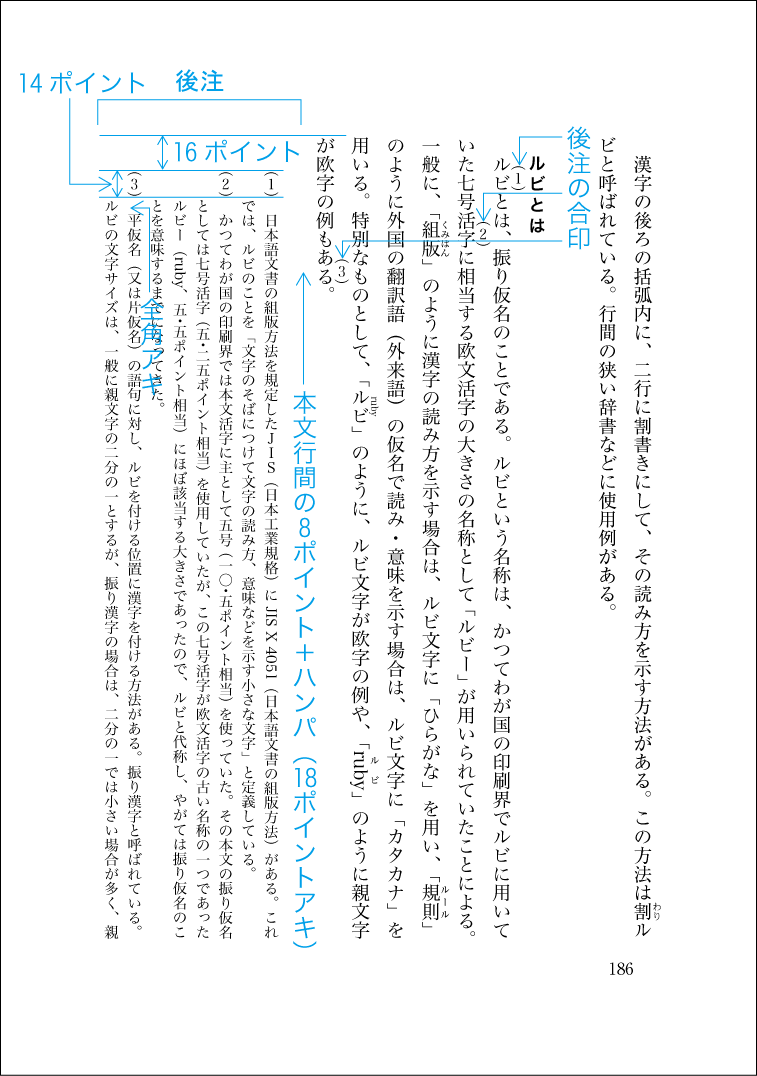 漢字の後ろの括弧内に、二行に割書きにして、その読み方を示す方法がある。この方法は割ル
わり
ビと呼ばれている。行間の狭い辞書などに使用例がある。
後注の合印
ルビとは
ルビとは、振り仮名のことである。ルビという名称は、かつてわが国の印刷界でルビに用いて
（1）
いた七号活字に相当する欧文活字の大きさの名称として「ルビー」が用いられていたことによる。
（2）
一般に、「組版」のように漢字の読み方を示す場合は、ルビ文字に「ひらがな」を用い、「規則」
くみはん
ルール
のように外国の翻訳語（外来語）の仮名で読み・意味を示す場合は、ルビ文字に「カタカナ」を
用いる。特別なものとして、「ルビ」のように、ルビ文字が欧字の例や、「ruby」のように親文字
ruby
ルビ
が欧字の例もある。
（3）
本文行間の8ポイント＋ハンパ（18ポイントアキ）
後注
14ポイント
16ポイント
（1）　日本語文書の組版方法を規定したＪＩＳ（日本工業規格）にJIS X 4051（日本語文書の組版方法）がある。これ
では、ルビのことを「文字のそばにつけて文字の読み方、意味などを示す小さな文字」と定義している。
（2）　かつてわが国の印刷界では本文活字に主として五号（一〇・五ポイント相当）を使っていた。その本文の振り仮名
としては七号活字（五・二五ポイント相当）を使用していたが、この七号活字が欧文活字の古い名称の一つであった
ルビー（ruby、五・五ポイント相当）にほぼ該当する大きさであったので、ルビと代称し、やがては振り仮名のこ
とを意味するまでになってきた。
全角アキ
（3）　平仮名（又は片仮名）の語句に対し、ルビを付ける位置に漢字を付ける方法がある。振り漢字と呼ばれている。
ルビの文字サイズは、一般に親文字の二分の一とするが、振り漢字の場合は、二分の一では小さい場合が多く、親
186